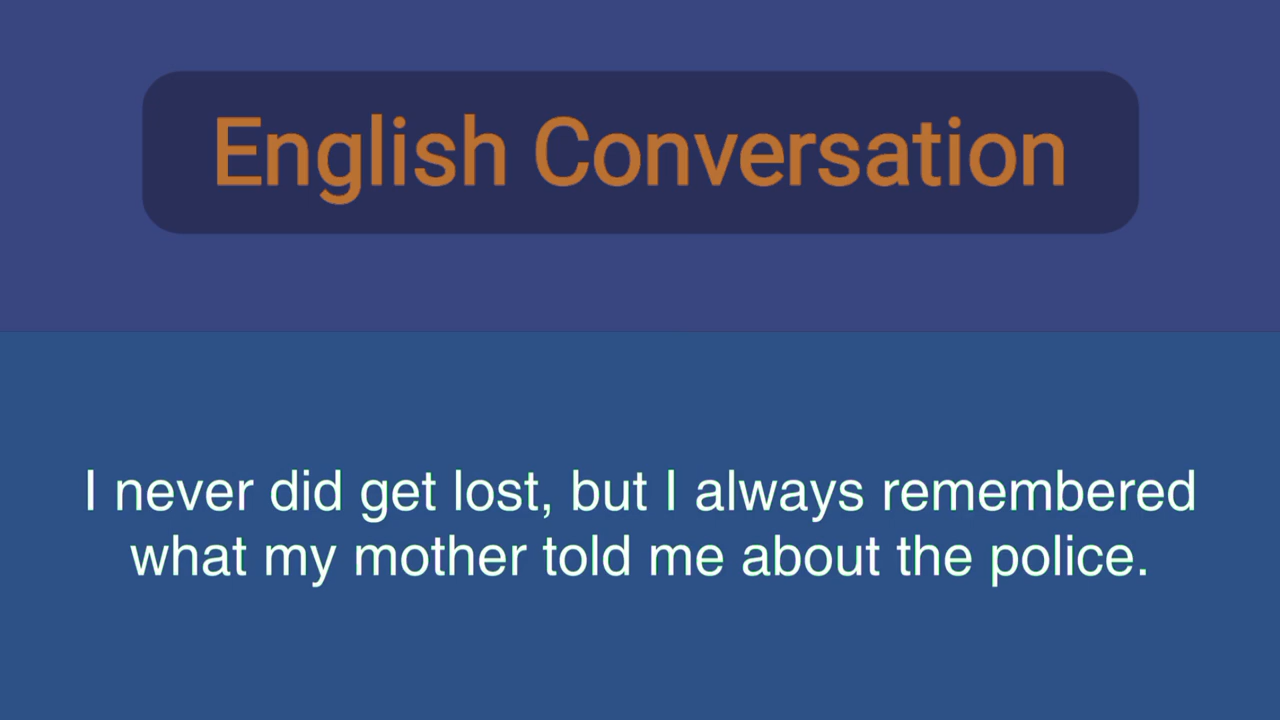 English Conversation
I never did get lost, but I always remembered
what my mother told me about the police.